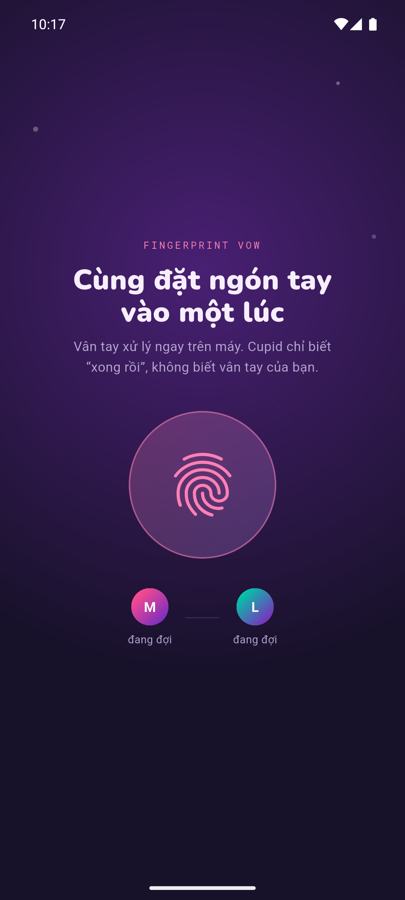 10:17
FINGERPRINT VOW
Cùng đặt ngón tay
vào một lúc
Vân tay xử lý ngay trên máy. Cupid chỉ biết
“xong rồi”, không biết vân tay của bạn.
M
L
đang đợi
đang đợi